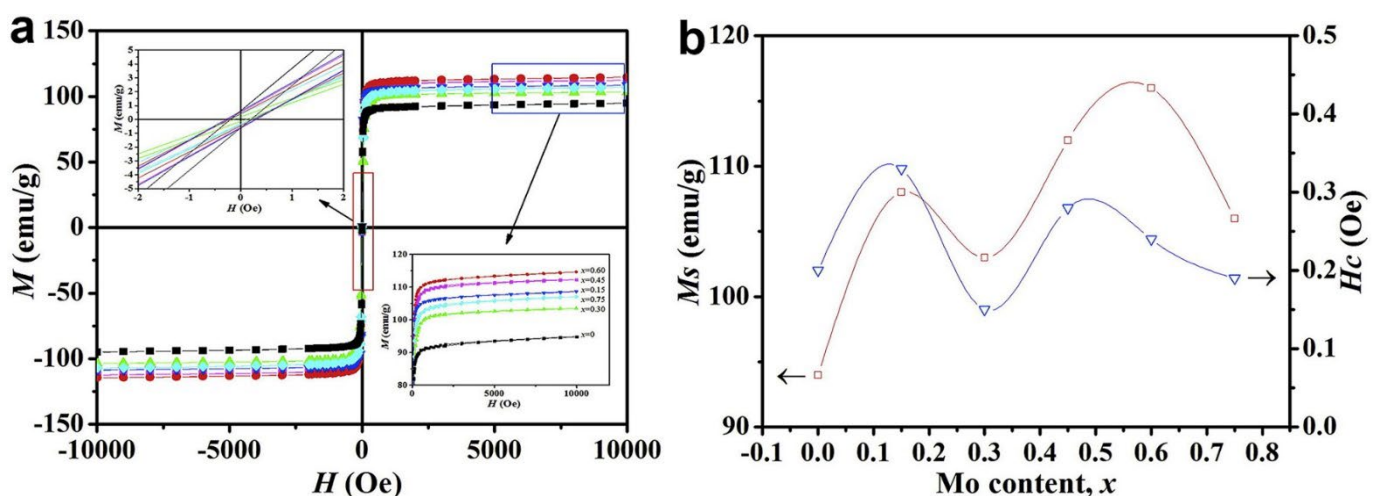 a
150
100
50
0
-50
-100
-150
M (emu/g)
-10000 -5000 0 5000 10000
H (Oe)
5
4
3
2
1
0
-1
-2
-3
-4
-5
M (emu/g)
-2 -1 0 1 2
H (Oe)
120
110
100
90
80
M (emu/g)
x=0.60
x=0.45
x=0.15
x=0.75
x=0.30
x=0
0 5000 10000
H (Oe)
b
120
110
100
90
Ms (emu/g)
0.5
0.4
0.3
0.2
0.1
0.0
Hc (Oe)
-0.1 0.0 0.1 0.2 0.3 0.4 0.5 0.6 0.7 0.8
Mo content, x